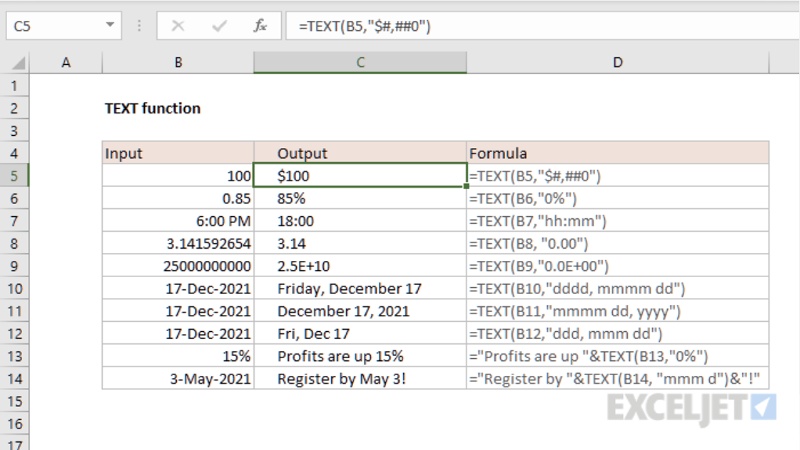 C5 fx =TEXT(B5,"$#,##0")
A B C D
1
2 TEXT function
3
4 Input Output Formula
5 100 $100 =TEXT(B5,"$#,##0")
6 0.85 85% =TEXT(B6,"0%")
7 6:00 PM 18:00 =TEXT(B7,"hh:mm")
8 3.141592654 3.14 =TEXT(B8, "0.00")
9 25000000000 2.5E+10 =TEXT(B9,"0.0E+00")
10 17-Dec-2021 Friday, December 17 =TEXT(B10,"dddd, mmmm dd")
11 17-Dec-2021 December 17, 2021 =TEXT(B11,"mmmm dd, yyyy")
12 17-Dec-2021 Fri, Dec 17 =TEXT(B12,"ddd, mmm dd")
13 15% Profits are up 15% ="Profits are up "&TEXT(B13,"0%")
14 3-May-2021 Register by May 3! ="Register by "&TEXT(B14, "mmm d")&"!"
15
EXCELJET
16
17